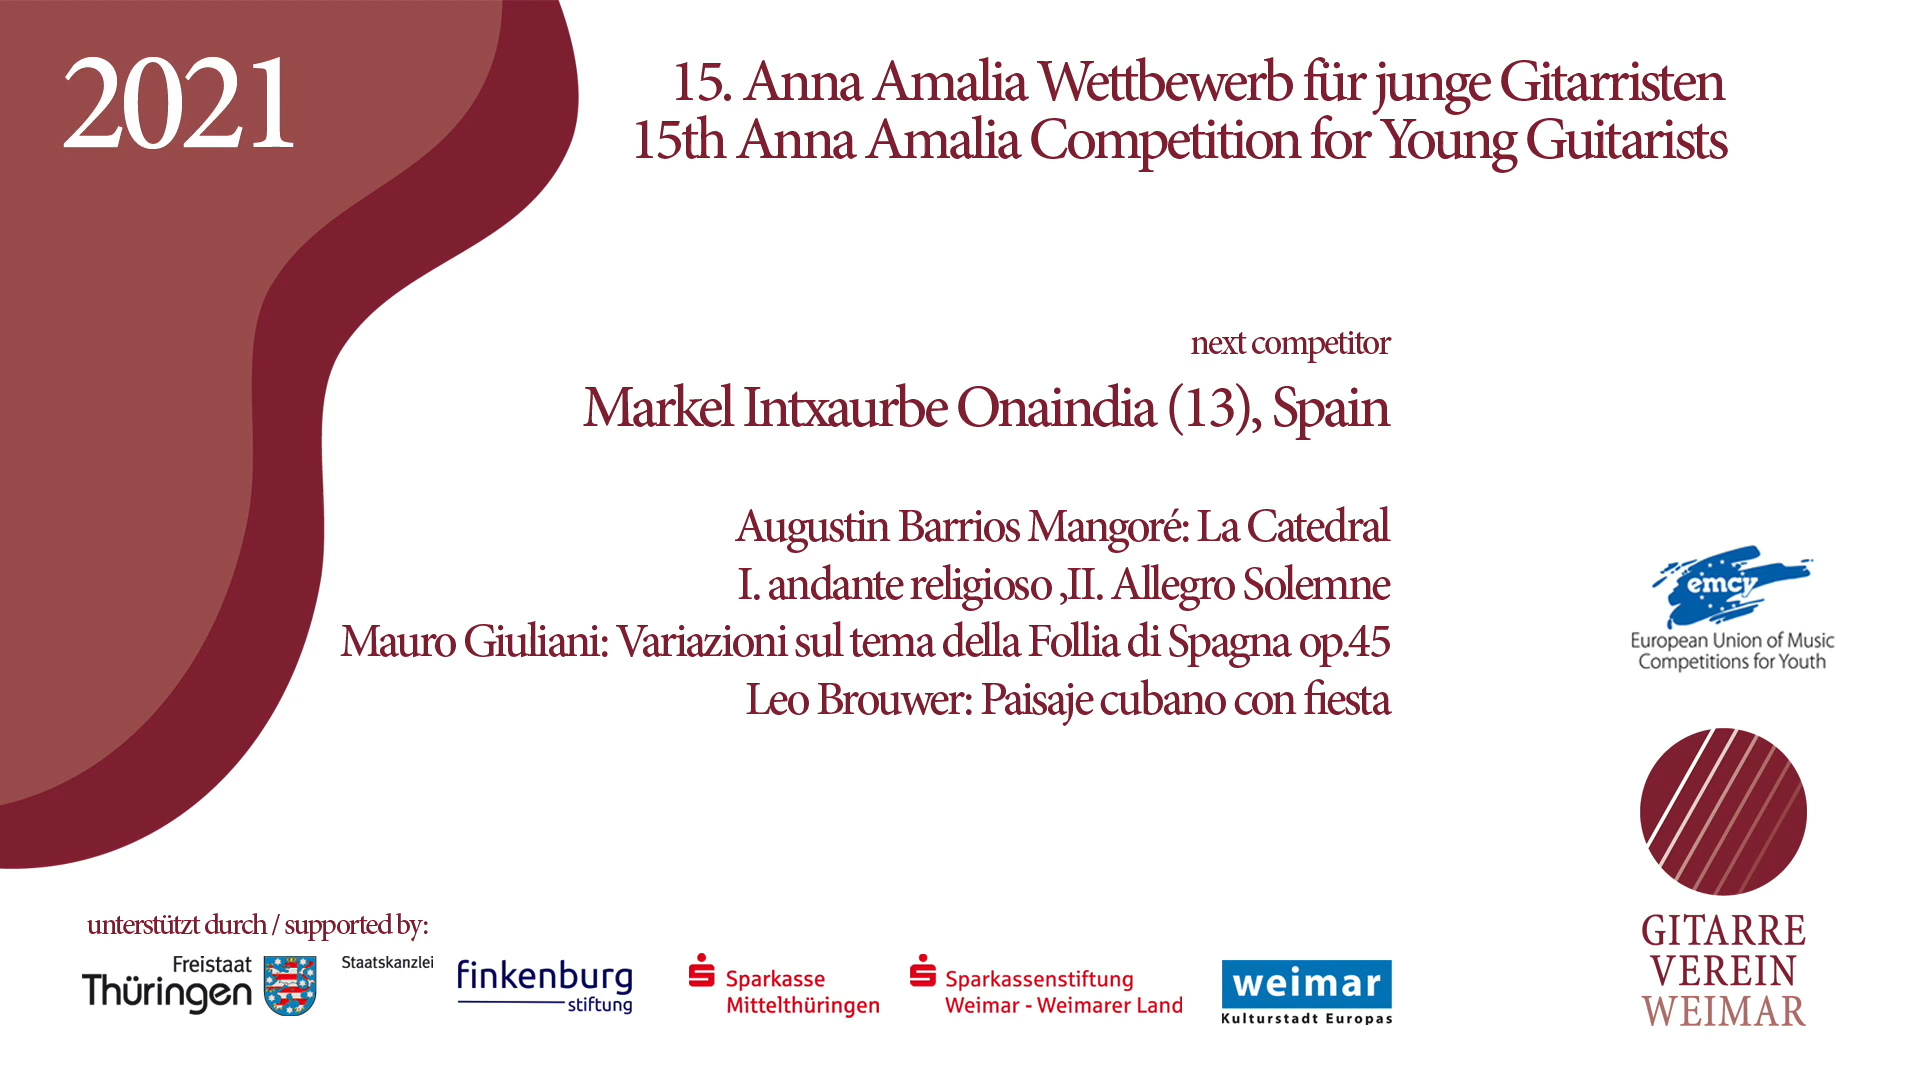 2021
15. Anna Amalia Wettbewerb für junge Gitarristen
15th Anna Amalia Competition for Young Guitarists
next competitor
Markel Intxaurbe Onaindia (13), Spain
Augustin Barrios Mangoré: La Catedral
I. andante religioso ,II. Allegro Solemne
Mauro Giuliani: Variazioni sul tema della Follia di Spagna op.45
Leo Brouwer: Paisaje cubano con fiesta
emcy
European Union of Music
Competitions for Youth
GITARRE
VEREIN
WEIMAR
unterstützt durch / supported by:
Freistaat
Thüringen
Staatskanzlei
finkenburg
stiftung
Sparkasse
Mittelthüringen
Sparkassenstiftung
Weimar - Weimarer Land
weimar
Kulturstadt Europas